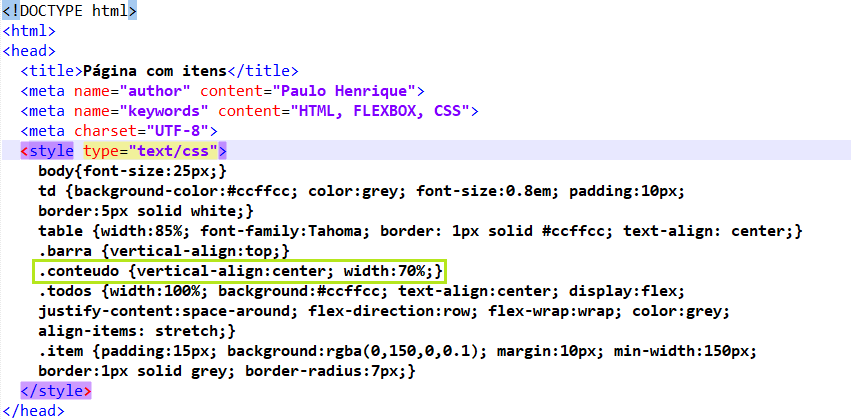 <!DOCTYPE html>
<html>
<head>
<title>Página com itens</title>
<meta name="author" content="Paulo Henrique">
<meta name="keywords" content="HTML, FLEXBOX, CSS">
<meta charset="UTF-8">
<style type="text/css">
body{font-size:25px;}
td {background-color:#ccffcc; color:grey; font-size:0.8em; padding:10px;
border:5px solid white;}
table {width:85%; font-family:Tahoma; border: 1px solid #ccffcc; text-align: center;}
.barra {vertical-align:top;}
.conteudo {vertical-align:center; width:70%;}
.todos {width:100%; background:#ccffcc; text-align:center; display:flex;
justify-content:space-around; flex-direction:row; flex-wrap:wrap; color:grey;
align-items: stretch;}
.item {padding:15px; background:rgba(0,150,0,0.1); margin:10px; min-width:150px;
border:1px solid grey; border-radius:7px;}
</style>
</head>